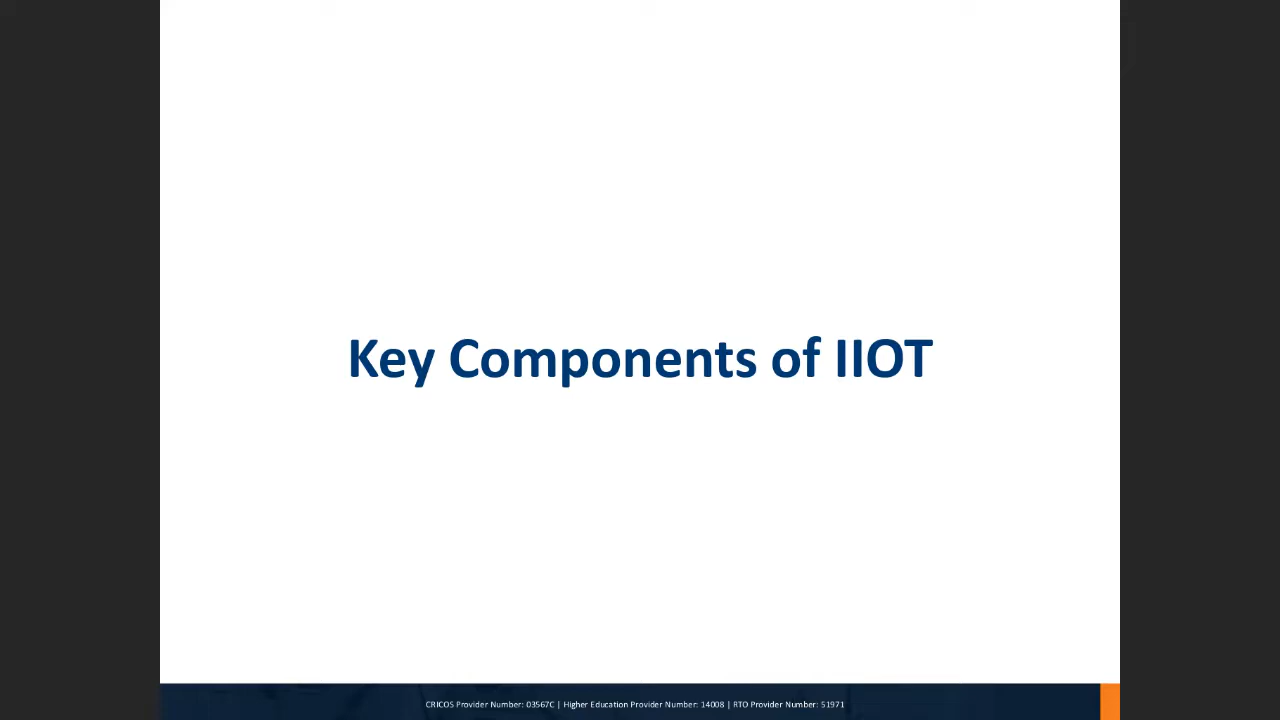 Key Components of IIOT
CRICOS Provider Number: 03567C | Higher Education Provider Number: 14008 | RTO Provider Number: 51971